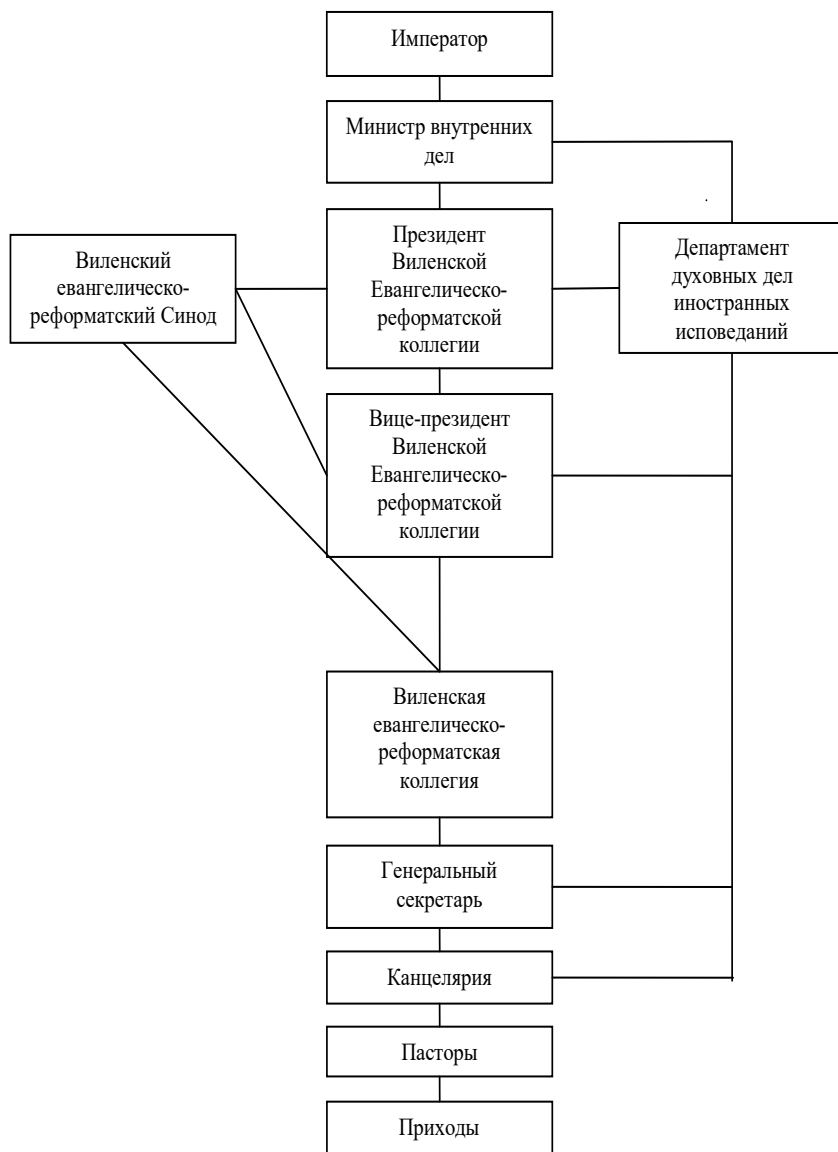 Император
Министр внутренних
дел
Президент
Виленской
Евангелическо-
реформатской
коллегии
Виленский
евангелическо-
реформатский Синод
Департамент
духовных дел
иностранных
исповеданий
Вице-президент
Виленской
Евангелическо-
реформатской
коллегии
Виленская
евангелическо-
реформатская
коллегия
Генеральный
секретарь
Канцелярия
Пасторы
Приходы